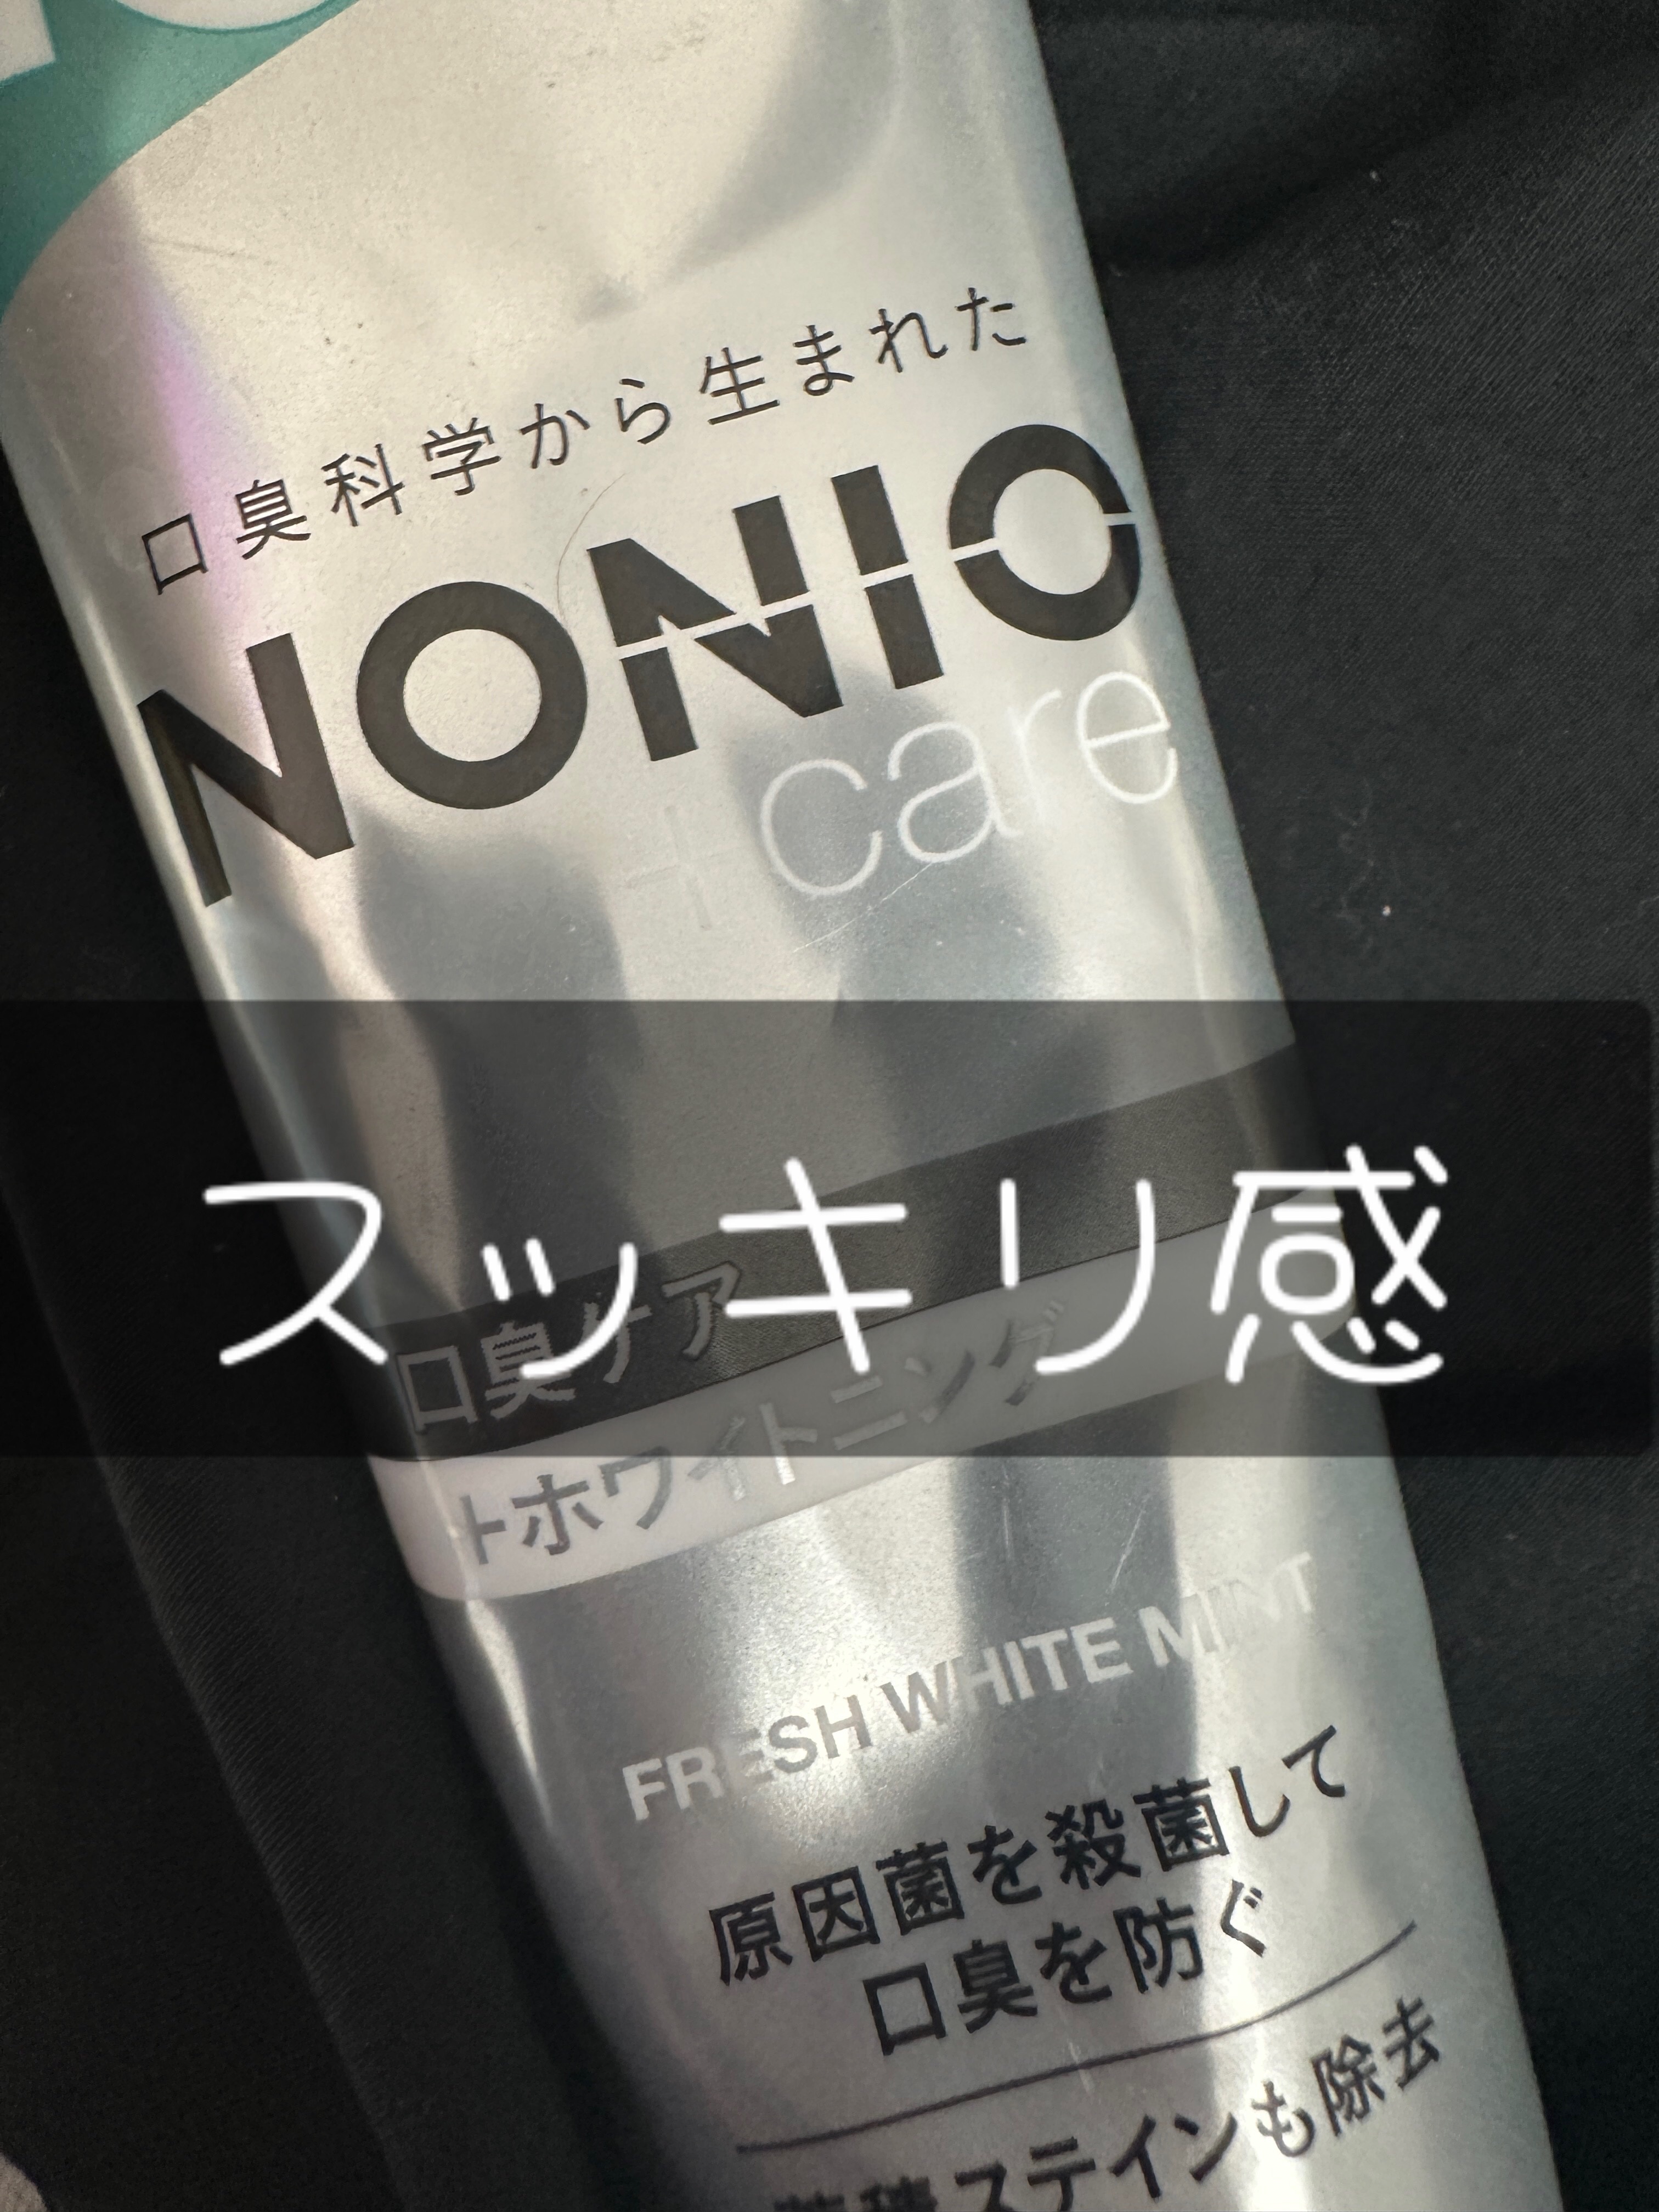 口臭科学から生まれた
NONIO
+care
スッキリ感
口臭ケア
+ホワイトニング
FRESH WHITE MINT
原因菌を殺菌して
口臭を防ぐ
ステインも除去